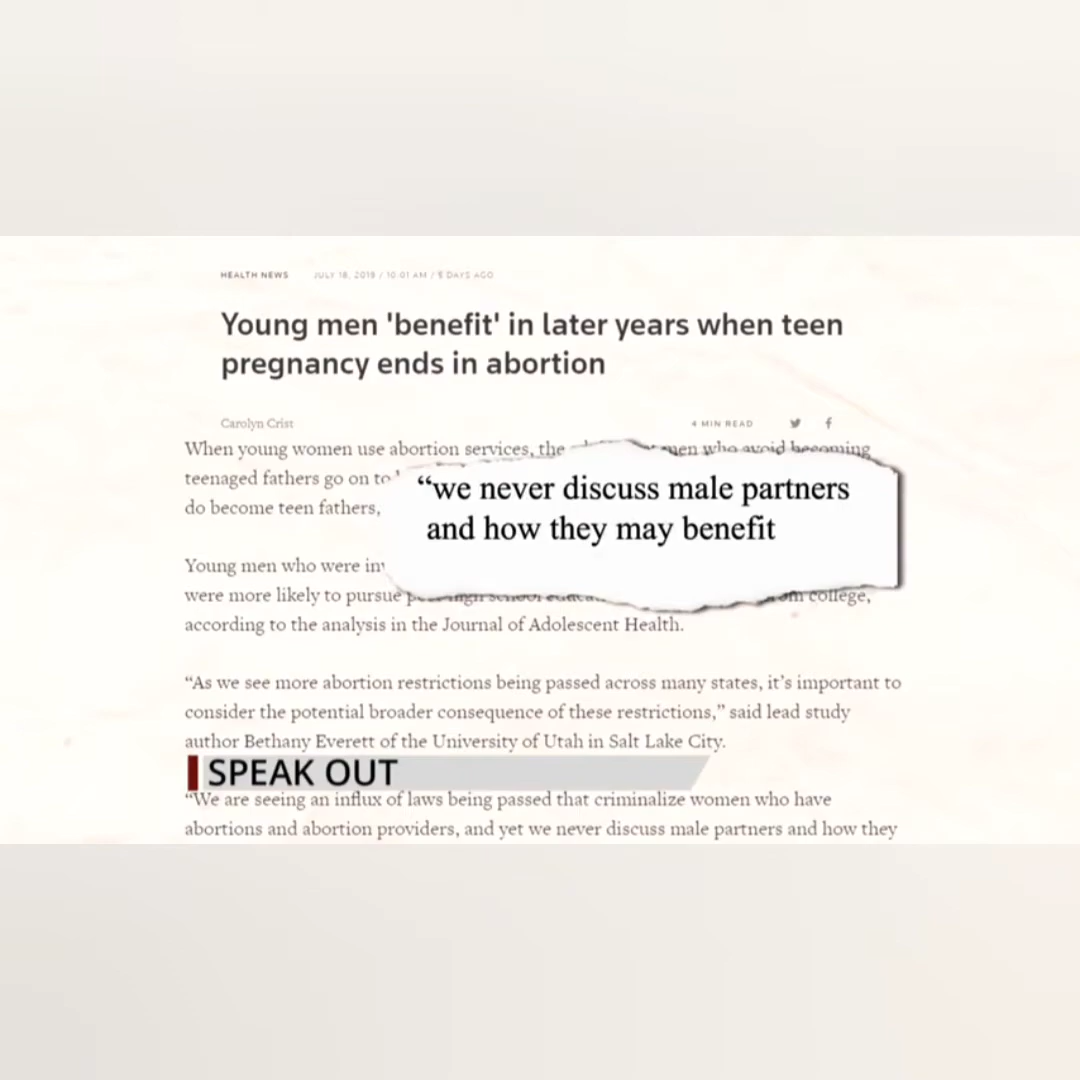 HEALTH NEWS JULY 18, 2019 / 10:01 AM / 5 DAYS AGO
Young men 'benefit' in later years when teen
pregnancy ends in abortion
Carolyn Crist 4 MIN READ
When young women use abortion services, the men who avoid becoming
teenaged fathers go on to
“we never discuss male partners
do become teen fathers,
and how they may benefit
Young men who were
were more likely to pursue college,
according to the analysis in the Journal of Adolescent Health.
“As we see more abortion restrictions being passed across many states, it’s important to
consider the potential broader consequence of these restrictions,” said lead study
author Bethany Everett of the University of Utah in Salt Lake City.
SPEAK OUT
“We are seeing an influx of laws being passed that criminalize women who have
abortions and abortion providers, and yet we never discuss male partners and how they